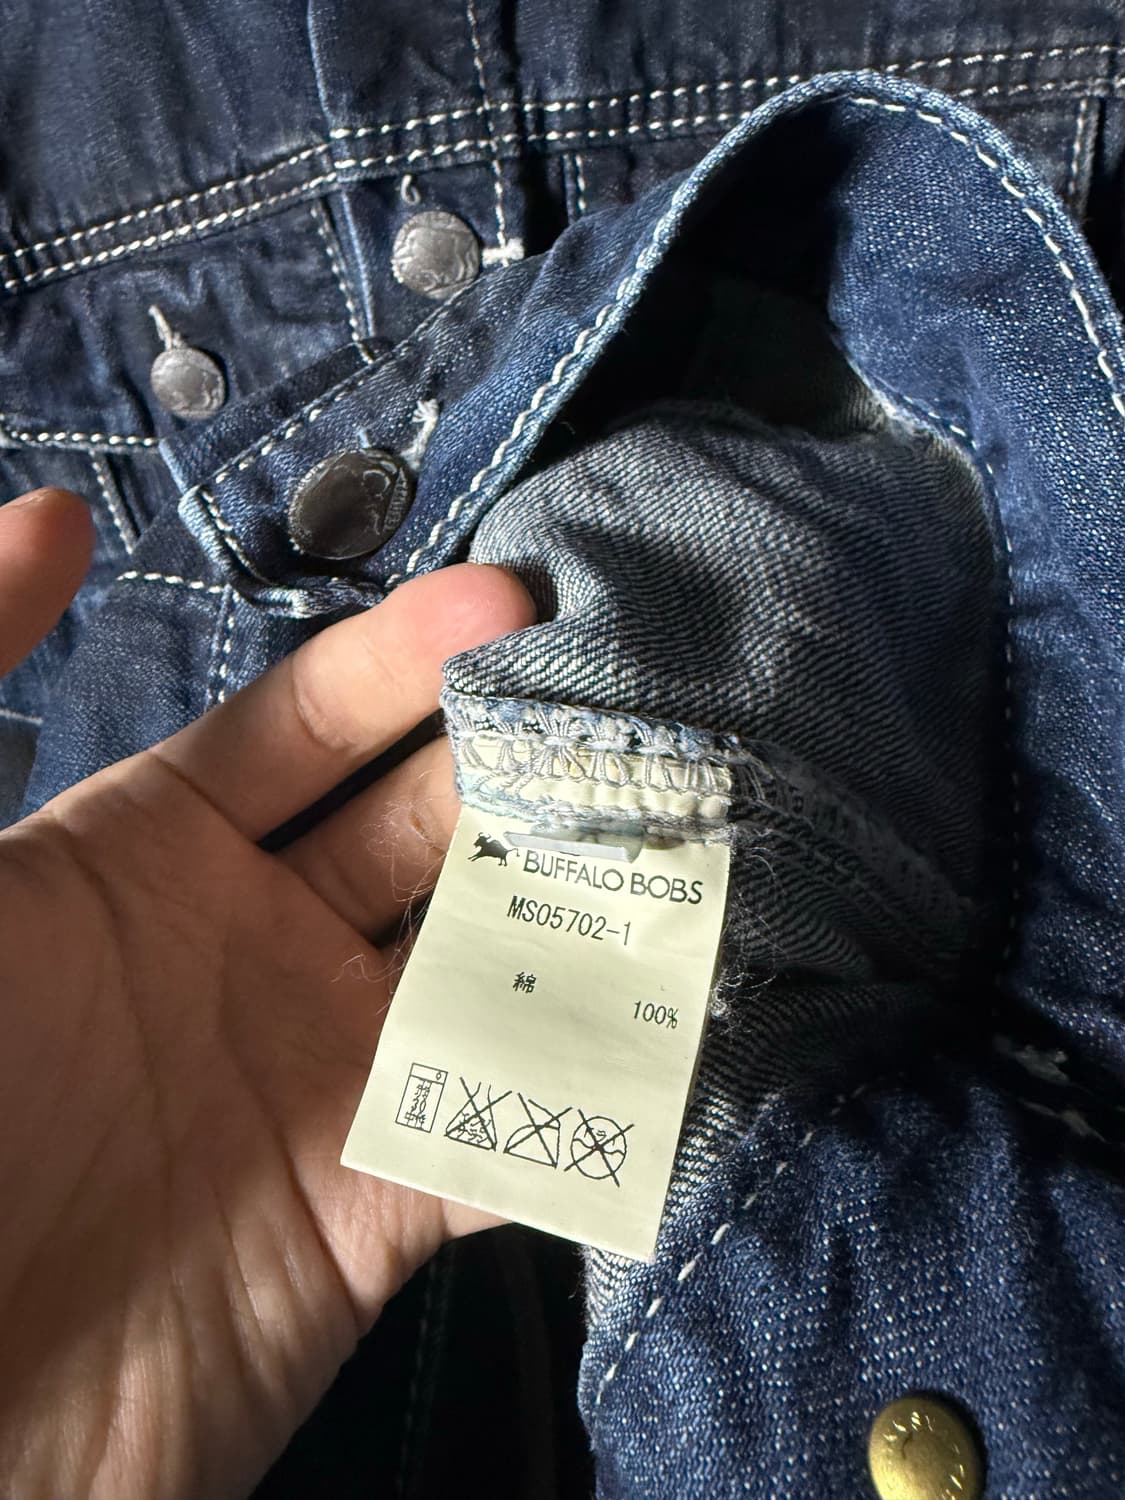 BUFFALO BOBS
MS05702-1
綿 100%